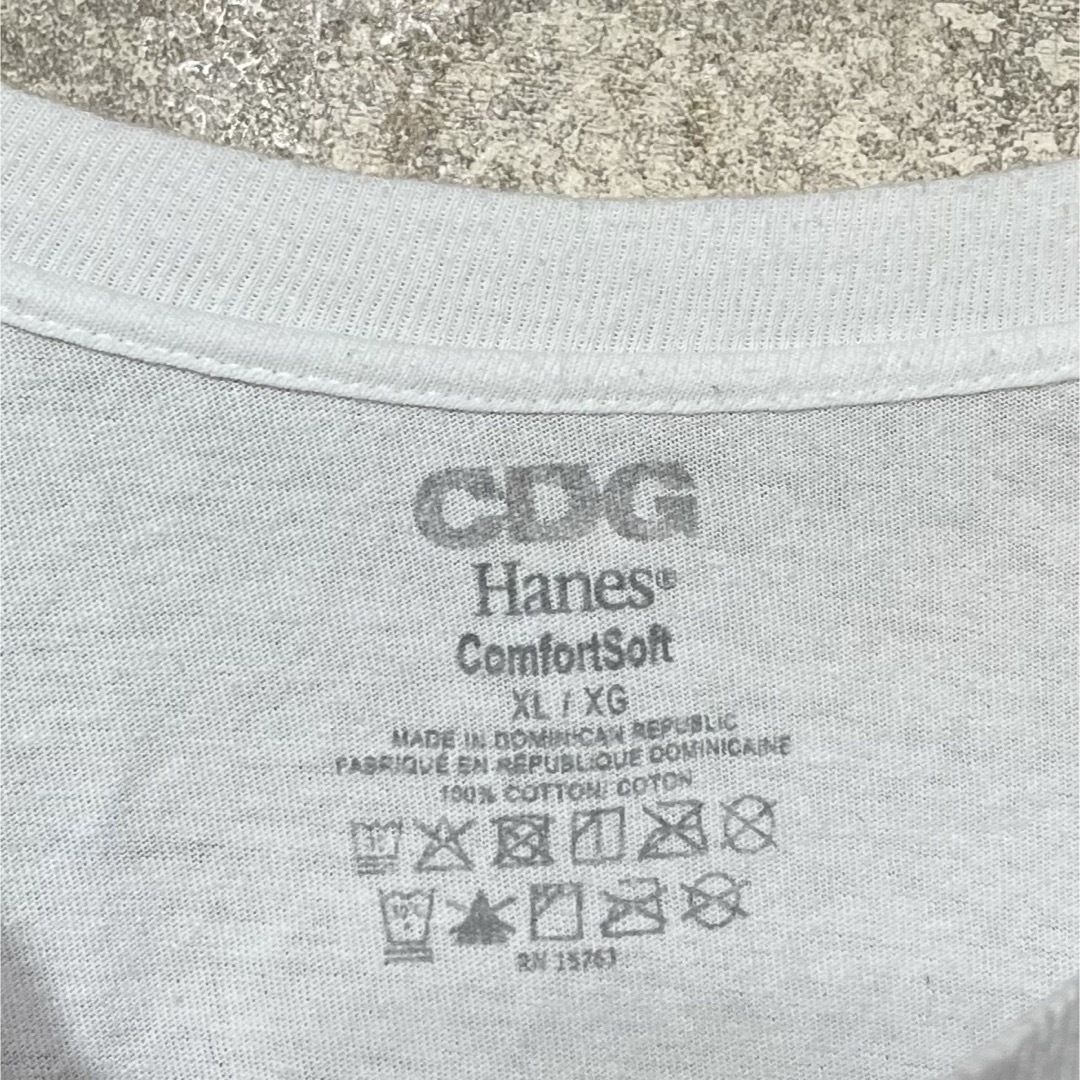 CDG
Hanes®
ComfortSoft
XL / XG
MADE IN DOMINICAN REPUBLIC
FABRIQUÉ EN RÉPUBLIQUE DOMINICAINE
100% COTTON/ COTON
RN 15763